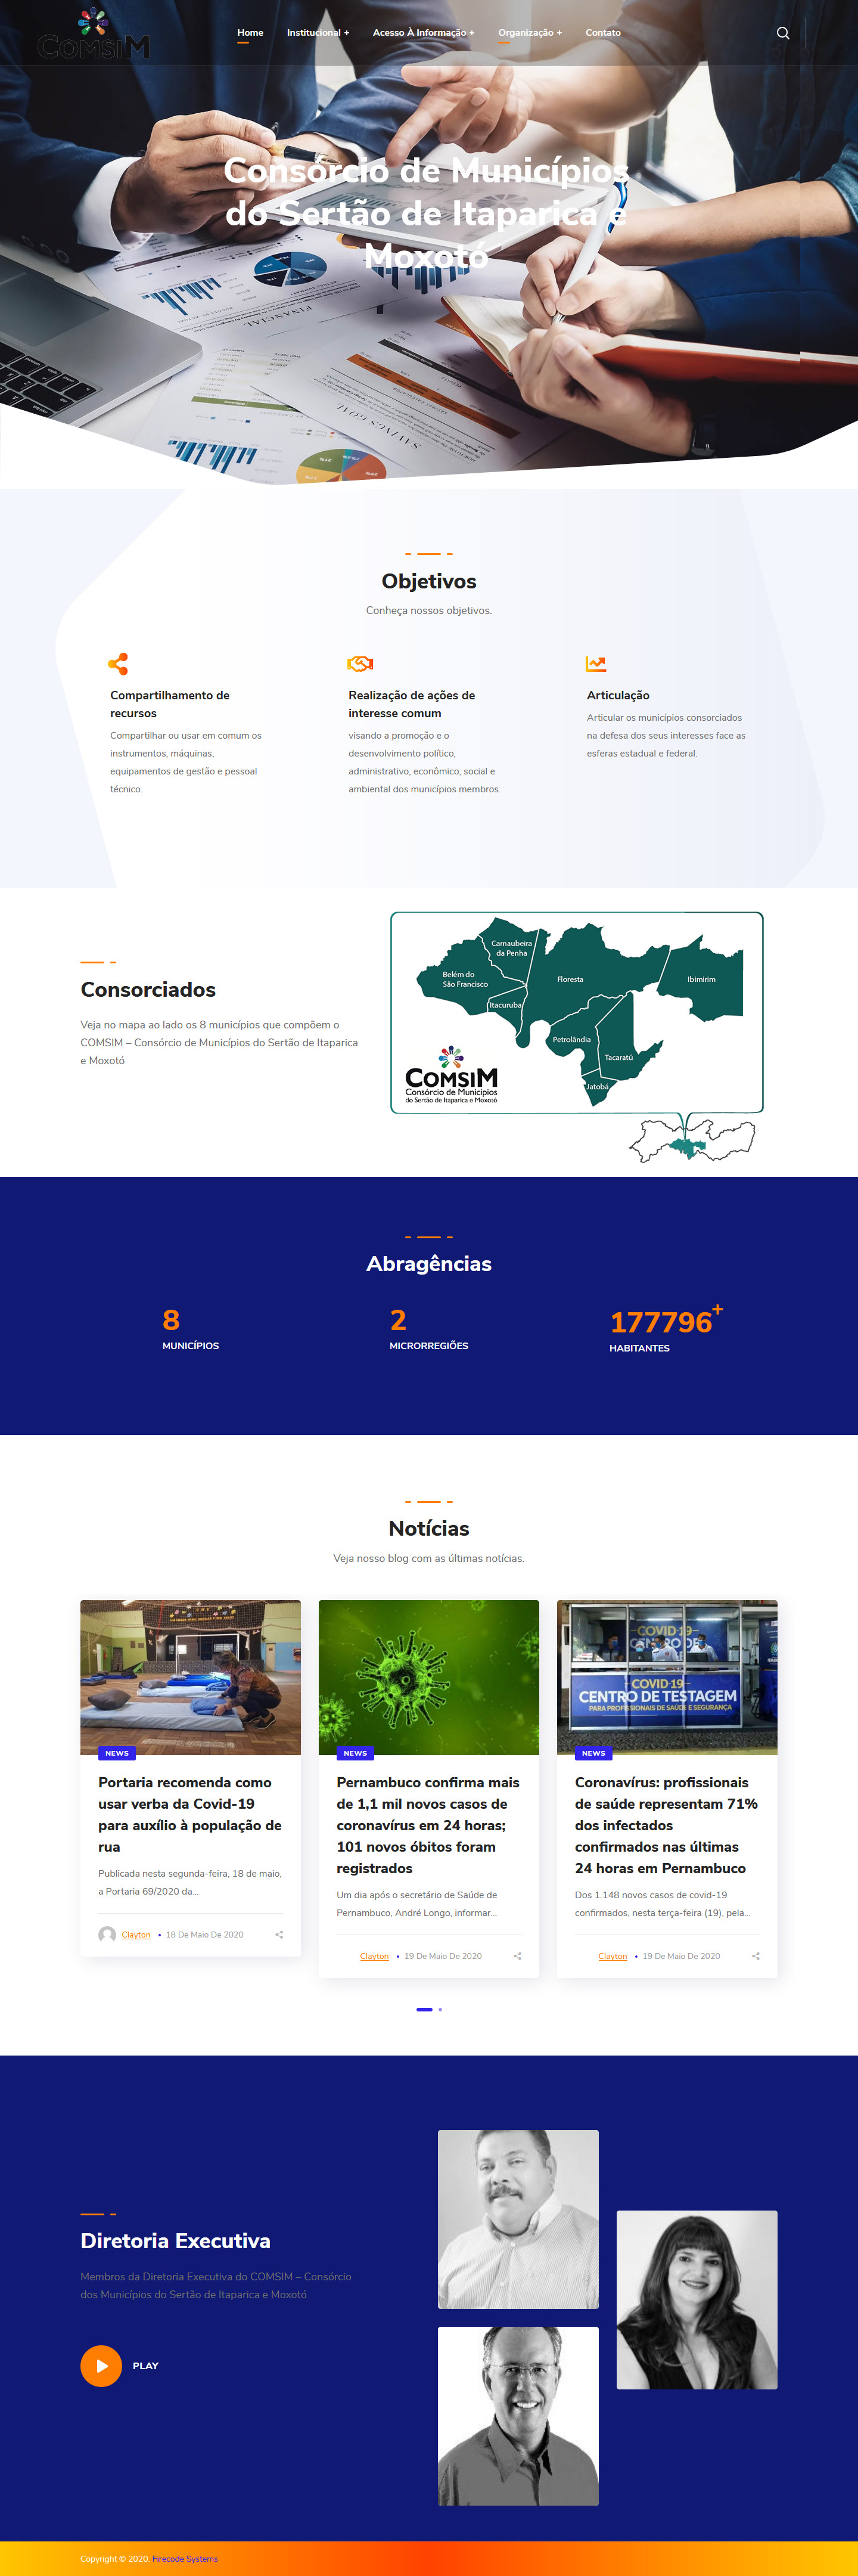 COMSIM
Home
Institucional +
Acesso À Informação +
Organização +
Contato
Consórcio de Municípios
do Sertão de Itaparica e
Moxotó
SAVINGS GOAL
Objetivos
Conheça nossos objetivos.
Compartilhamento de
recursos
Compartilhar ou usar em comum os
instrumentos, máquinas,
equipamentos de gestão e pessoal
técnico.
Realização de ações de
interesse comum
visando a promoção e o
desenvolvimento político,
administrativo, econômico, social e
ambiental dos municípios membros.
Articulação
Articular os municípios consorciados
na defesa dos seus interesses face as
esferas estadual e federal.
Consorciados
Veja no mapa ao lado os 8 municípios que compõem o
COMSIM – Consórcio de Municípios do Sertão de Itaparica
e Moxotó
Carnaubeira
da Penha
Belém do
São Francisco
Floresta
Ibimirim
Itacuruba
Petrolândia
Tacaratú
Jatobá
COMSIM
Consórcio de Municípios
do Sertão de Itaparica e Moxotó
Abragências
8
MUNICÍPIOS
2
MICRORREGIÕES
177796+
HABITANTES
Notícias
Veja nosso blog com as últimas notícias.
NEWS
Portaria recomenda como
usar verba da Covid-19
para auxílio à população de
rua
Publicada nesta segunda-feira, 18 de maio,
a Portaria 69/2020 da...
Clayton • 18 De Maio De 2020
NEWS
Pernambuco confirma mais
de 1,1 mil novos casos de
coronavírus em 24 horas;
101 novos óbitos foram
registrados
Um dia após o secretário de Saúde de
Pernambuco, André Longo, informar...
Clayton • 19 De Maio De 2020
COVID-19
COVID-19
CENTRO DE TESTAGEM
PARA PROFISSIONAIS DE SAÚDE E SEGURANÇA
NEWS
Coronavírus: profissionais
de saúde representam 71%
dos infectados
confirmados nas últimas
24 horas em Pernambuco
Dos 1.148 novos casos de covid-19
confirmados, nesta terça-feira (19), pela...
Clayton • 19 De Maio De 2020
Diretoria Executiva
Membros da Diretoria Executiva do COMSIM – Consórcio
dos Municípios do Sertão de Itaparica e Moxotó
PLAY
Copyright © 2020. Firecode Systems